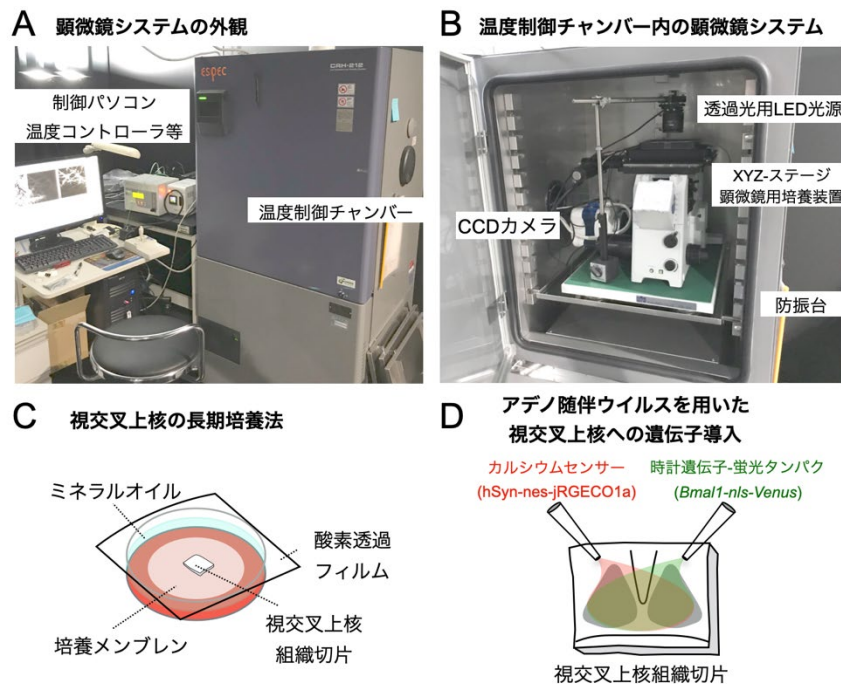 A 顕微鏡システムの外観
制御パソコン
温度コントローラ等
ESPEC
CRH-212
温度制御チャンバー
B 温度制御チャンバー内の顕微鏡システム
透過光用LED光源
XYZ-ステージ
顕微鏡用培養装置
CCDカメラ
防振台
C 視交叉上核の長期培養法
ミネラルオイル
酸素透過
フィルム
培養メンブレン
視交叉上核
組織切片
D アデノ随伴ウイルスを用いた
視交叉上核への遺伝子導入
カルシウムセンサー
(hSyn-nes-jRGECO1a)
時計遺伝子-蛍光タンパク
(Bmal1-nls-Venus)
視交叉上核組織切片